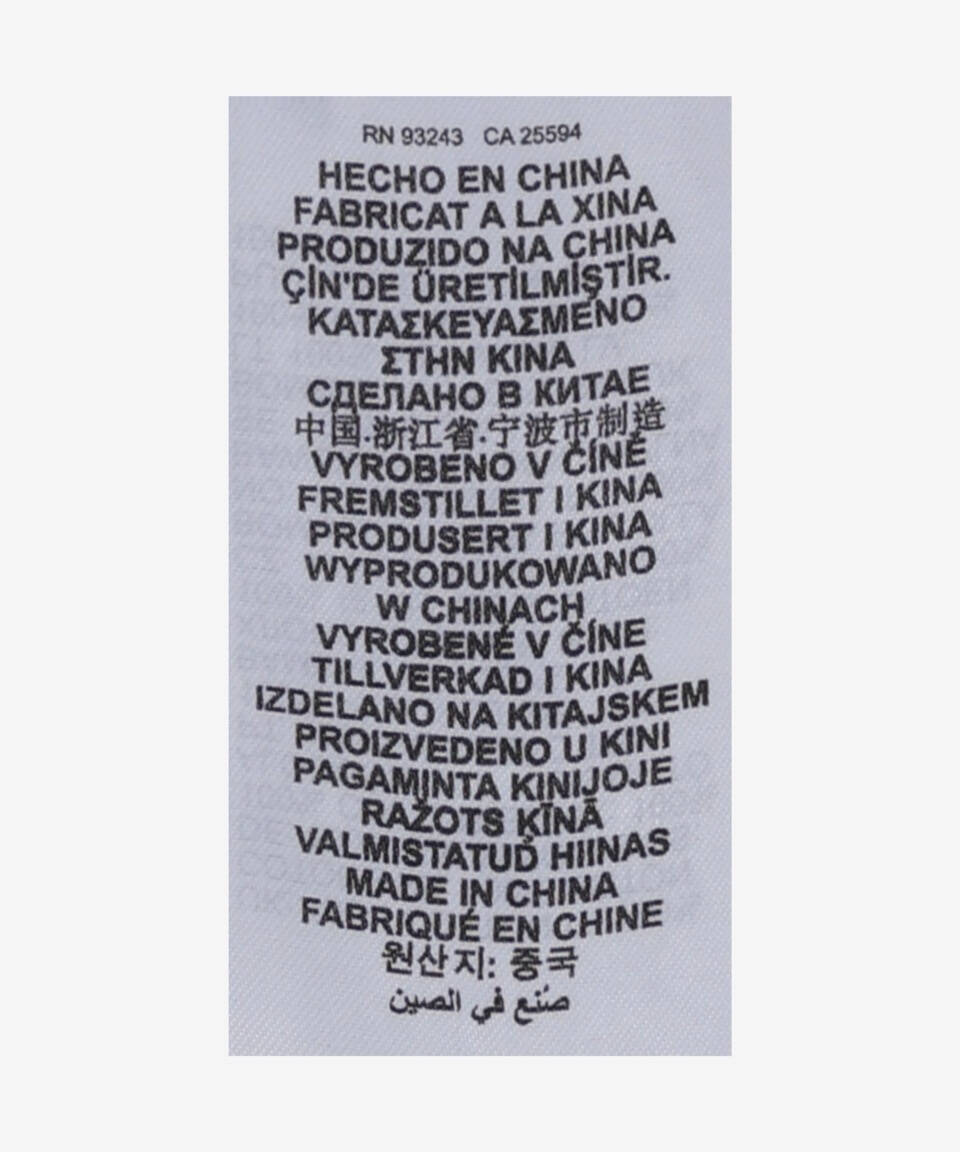 RN 93243 CA 25594
HECHO EN CHINA
FABRICAT A LA XINA
PRODUZIDO NA CHINA
ÇİN'DE ÜRETİLMİŞTİR.
ΚΑΤΑΣΚΕΥΑΣΜΕΝΟ
ΣΤΗΝ ΚΙΝΑ
СДЕЛАНО В КИТАЕ
中国.浙江省.宁波市制造
VYROBENO V ČÍNĚ
FREMSTILLET I KINA
PRODUSERT I KINA
WYPRODUKOWANO
W CHINACH
VYROBENÉ V ČÍNE
TILLVERKAD I KINA
IZDELANO NA KITAJSKEM
PROIZVEDENO U KINI
PAGAMINTA KINIJOJE
RAŽOTS ĶĪNĀ
VALMISTATUD HIINAS
MADE IN CHINA
FABRIQUÉ EN CHINE
원산지: 중국
صُنع في الصين